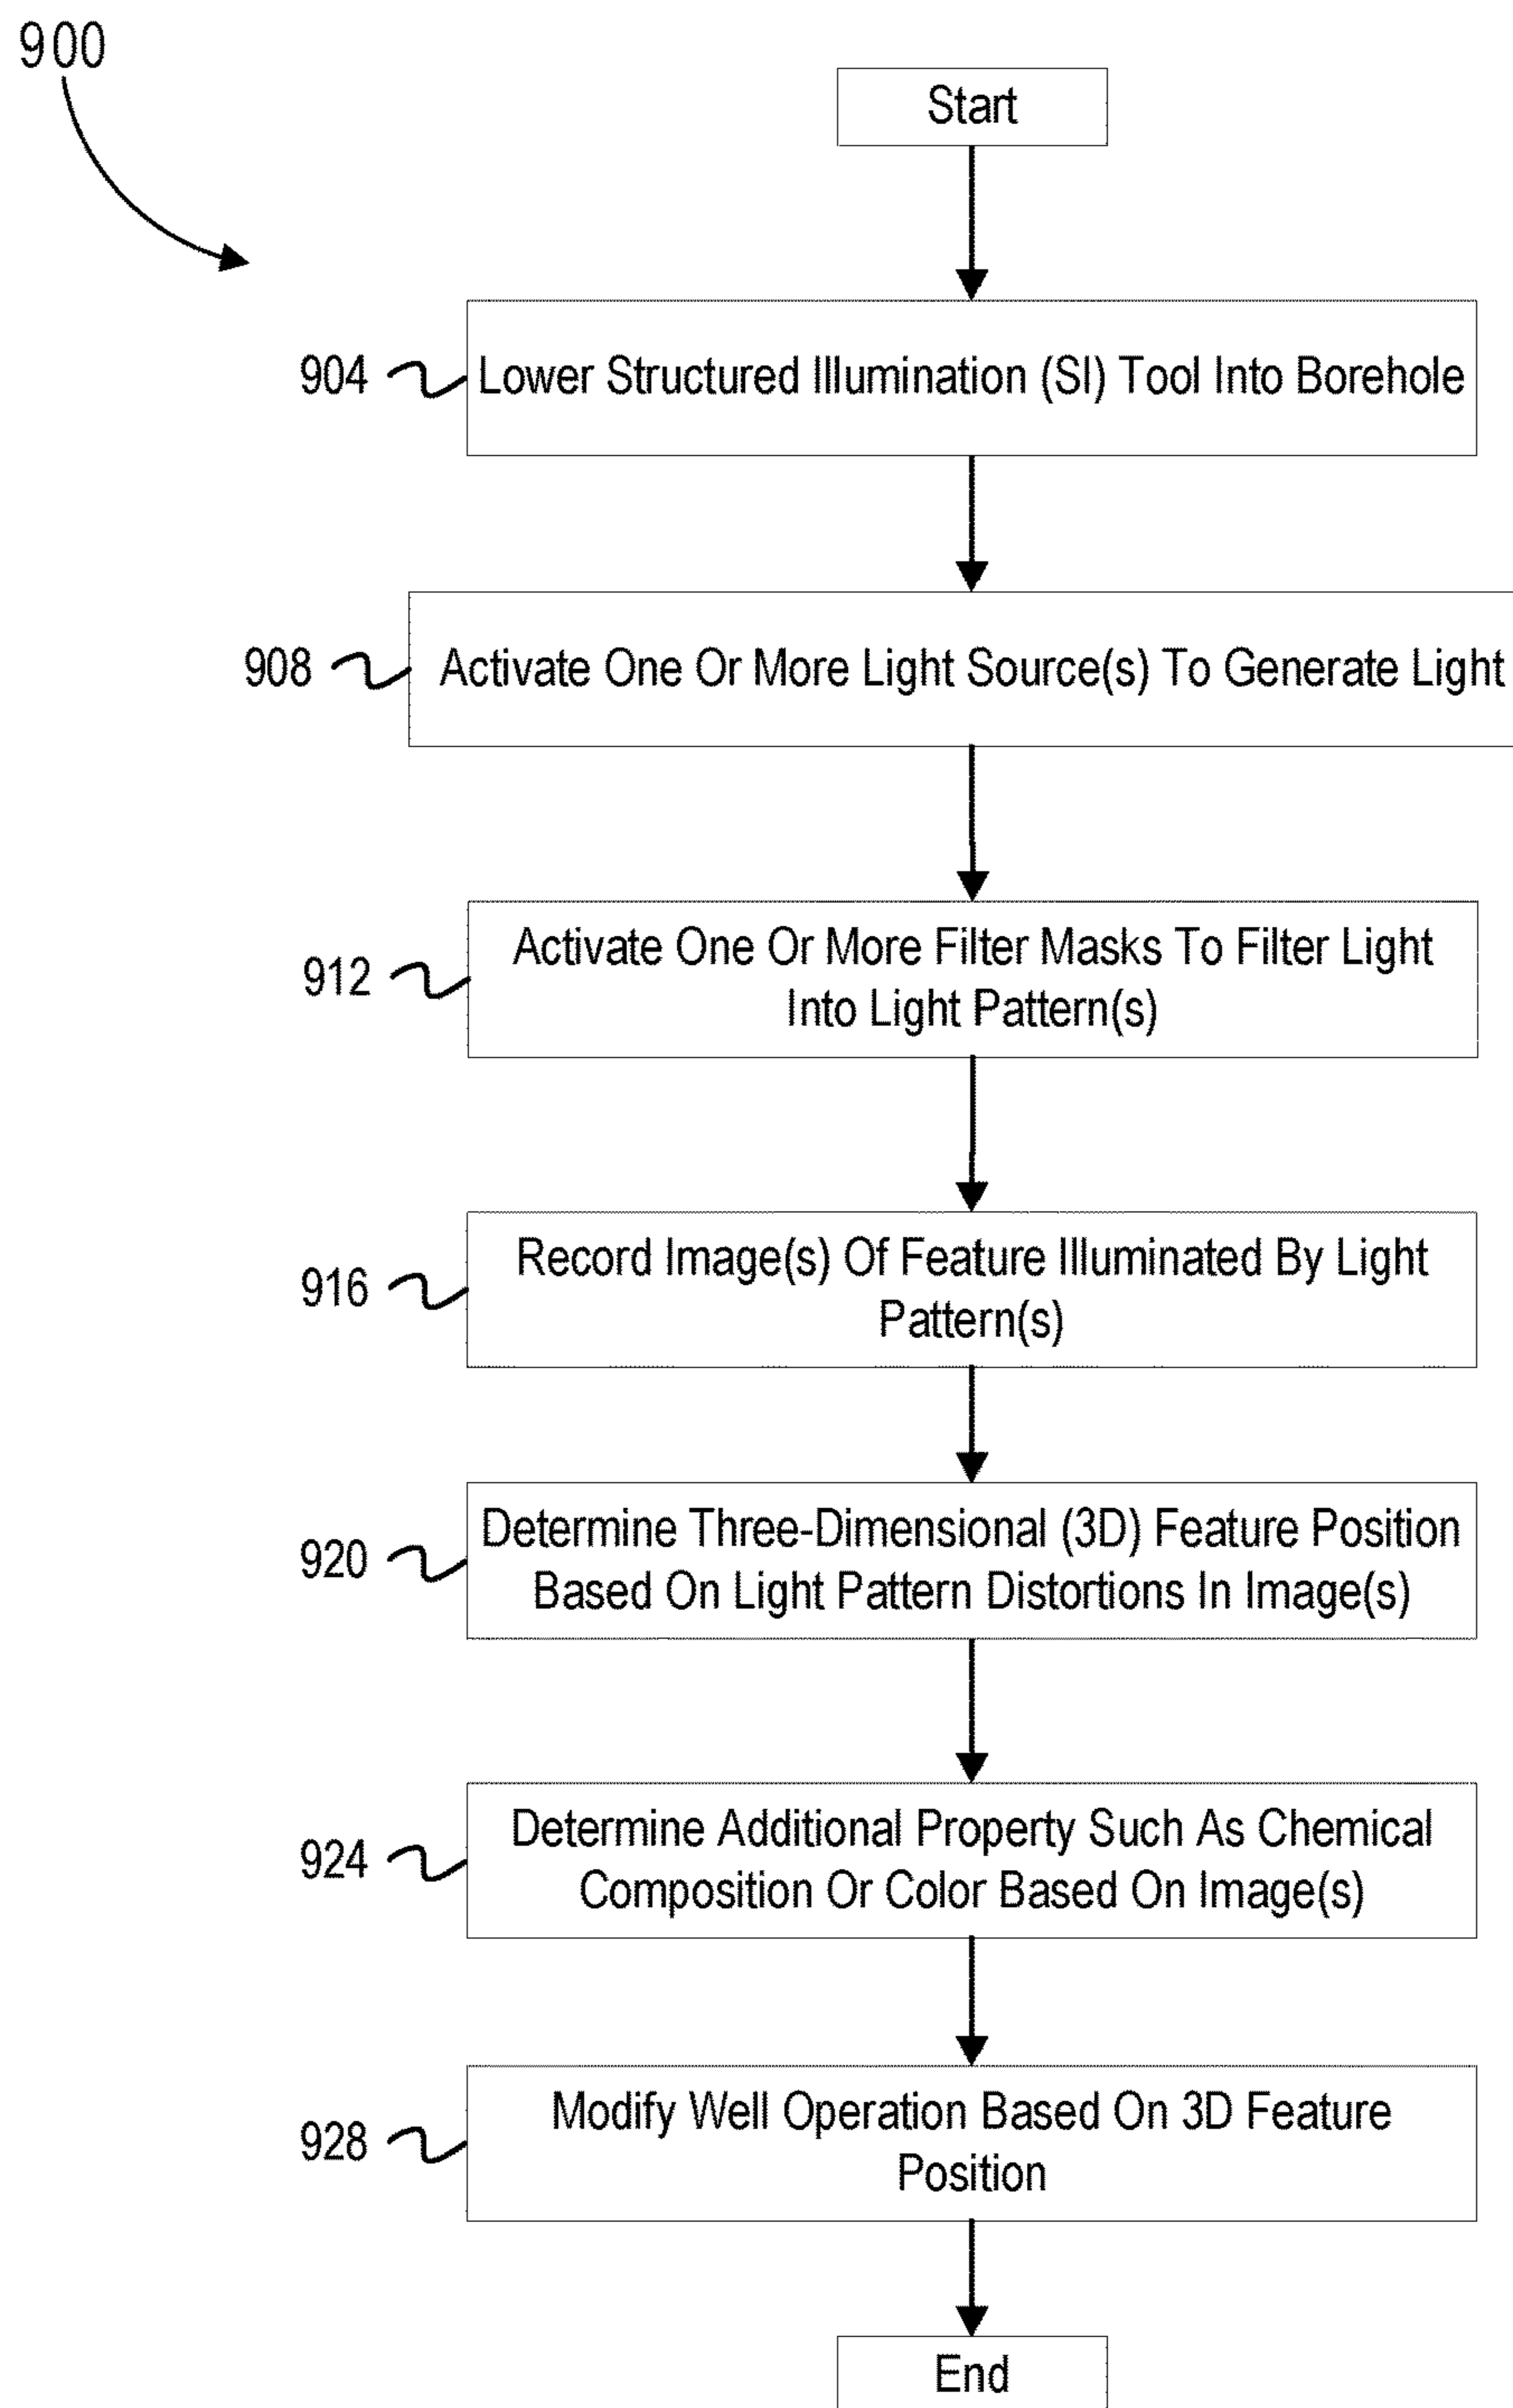 900
Start
904
Lower Structured Illumination (SI) Tool Into Borehole
908
Activate One Or More Light Source(s) To Generate Light
912
Activate One Or More Filter Masks To Filter Light
Into Light Pattern(s)
916
Record Image(s) Of Feature Illuminated By Light
Pattern(s)
920
Determine Three-Dimensional (3D) Feature Position
Based On Light Pattern Distortions In Image(s)
924
Determine Additional Property Such As Chemical
Composition Or Color Based On Image(s)
928
Modify Well Operation Based On 3D Feature
Position
End